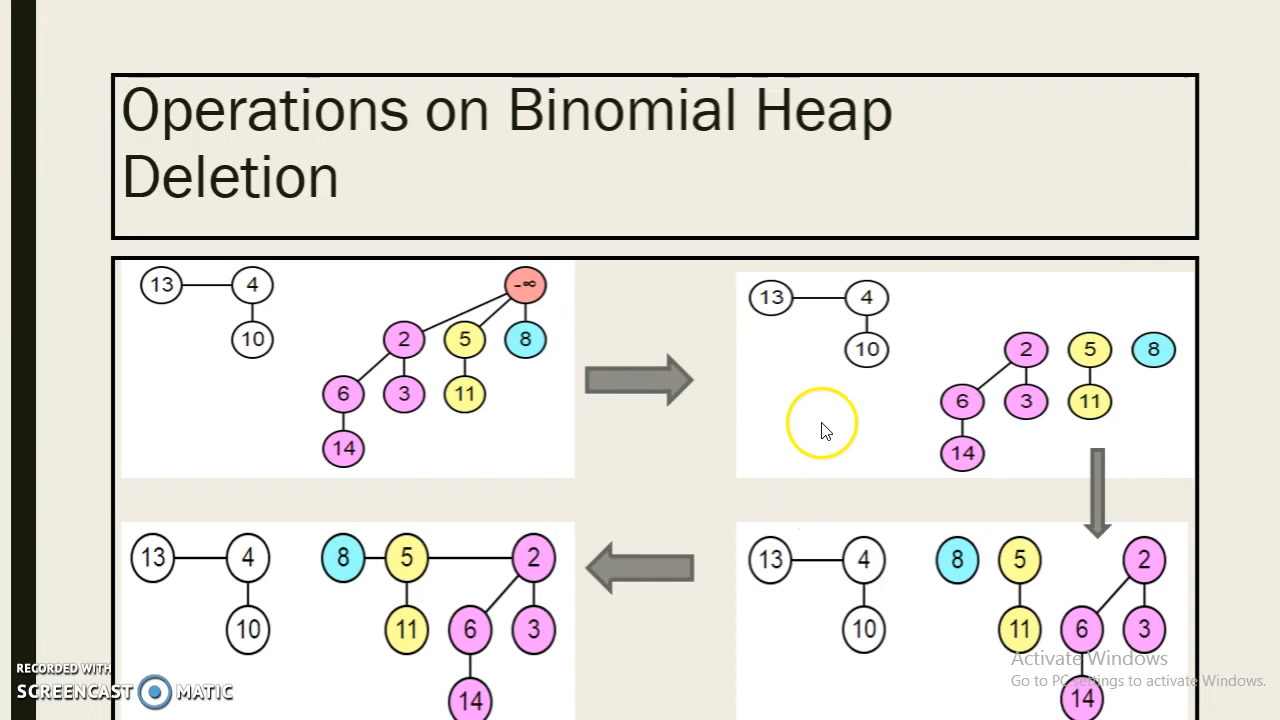 Operations on Binomial Heap
Deletion
13 4 -∞
10 2 5 8
6 3 11
14
13 4
10 2 5 8
6 3 11
14
13 4 8 5 2
10 11 6 3
14
13 4 8 5 2
10 11 6 3
14
Activate Windows
Go to PC settings to activate Windows.
RECORDED WITH
SCREENCAST MATIC